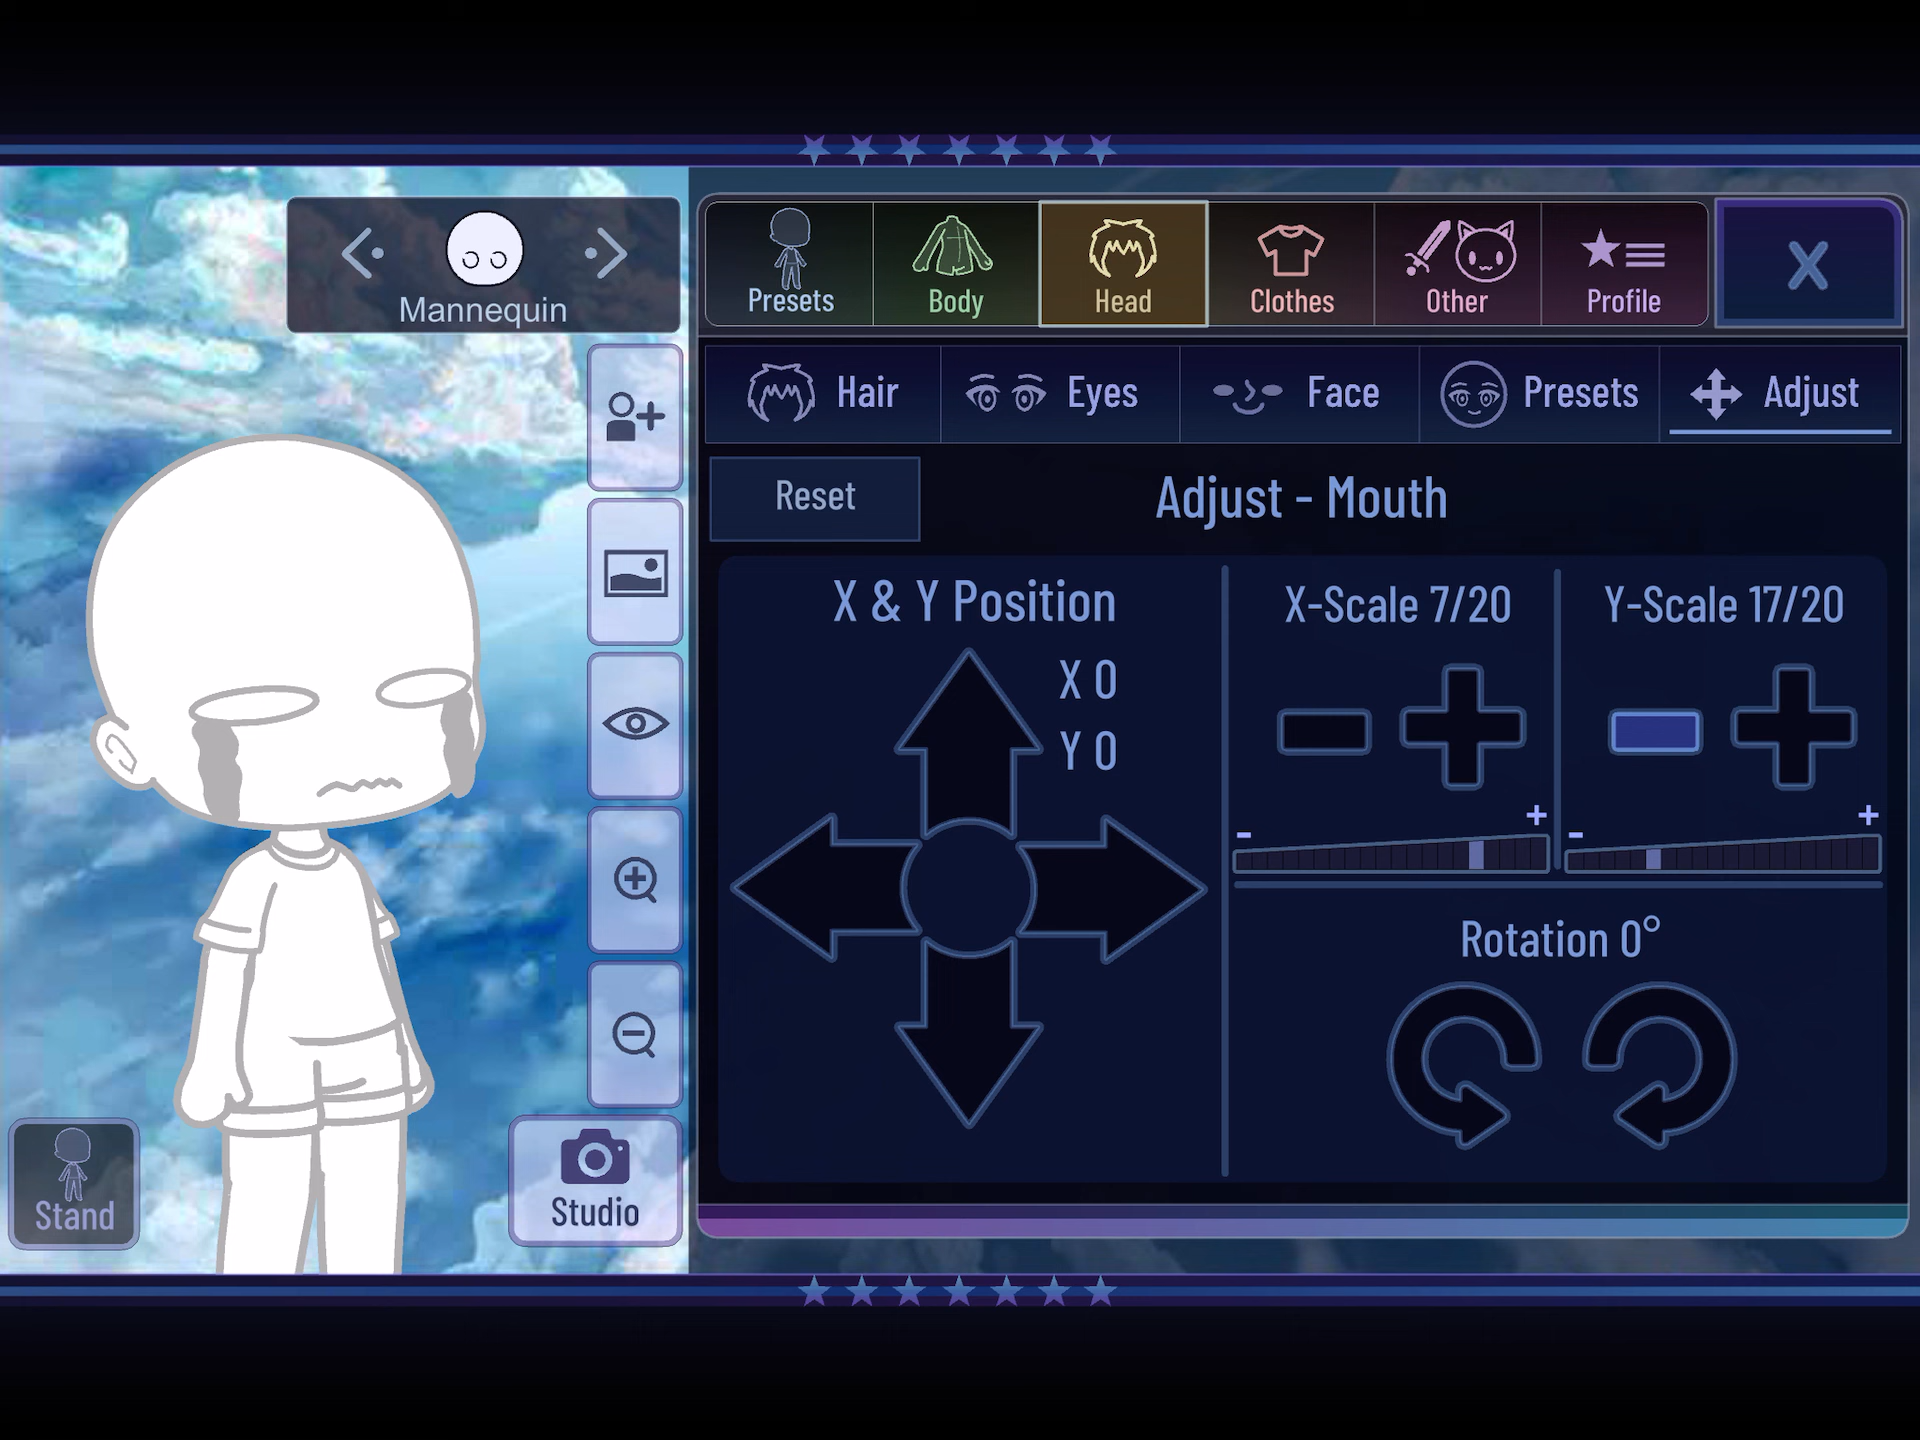 Mannequin
Presets
Body
Head
Clothes
Other
Profile
X
Hair
Eyes
Face
Presets
Adjust
Reset
Adjust - Mouth
X & Y Position
X 0
Y 0
X-Scale 7/20
- +
Y-Scale 17/20
- +
Rotation 0°
Stand
Studio